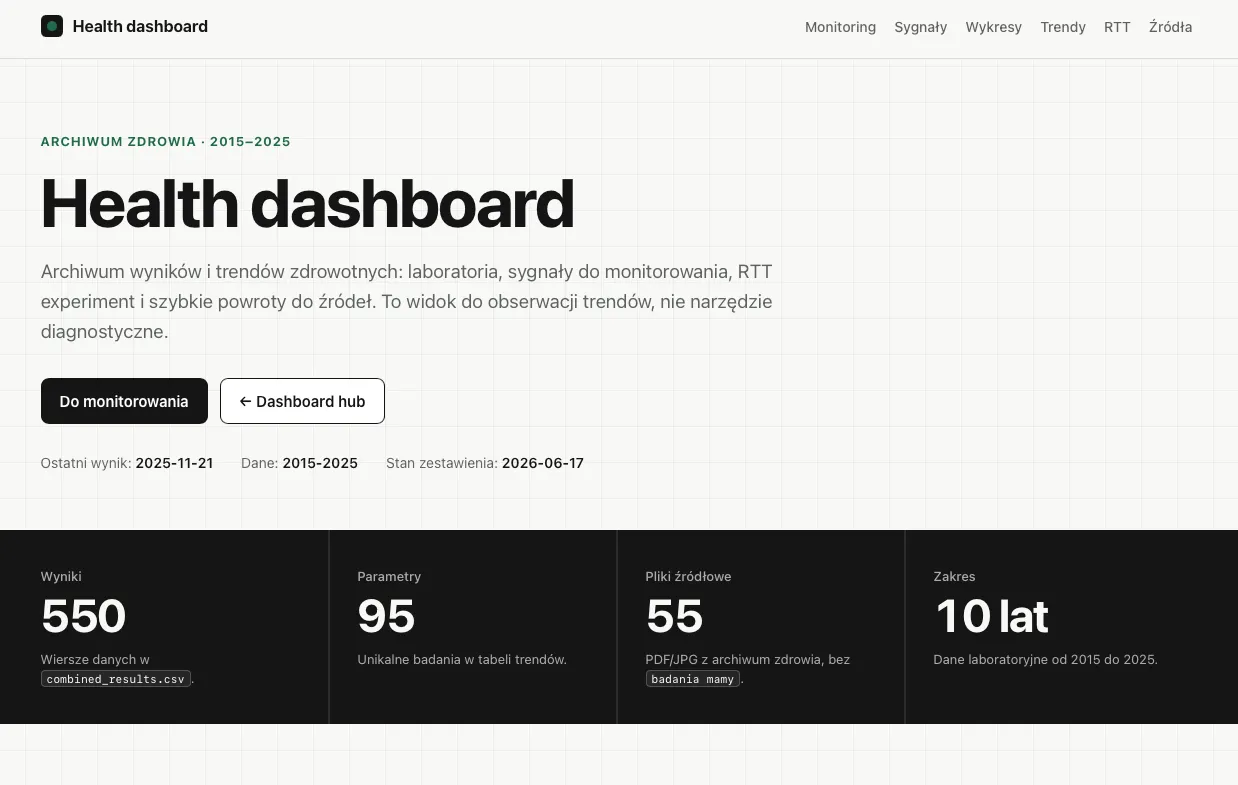 Health dashboard
Monitoring Sygnały Wykresy Trendy RTT Źródła
ARCHIWUM ZDROWIA · 2015–2025
Health dashboard
Archiwum wyników i trendów zdrowotnych: laboratoria, sygnały do monitorowania, RTT
experiment i szybkie powroty do źródeł. To widok do obserwacji trendów, nie narzędzie
diagnostyczne.
Do monitorowania
← Dashboard hub
Ostatni wynik: 2025-11-21 Dane: 2015-2025 Stan zestawienia: 2026-06-17
Wyniki
550
Wiersze danych w
combined_results.csv.
Parametry
95
Unikalne badania w tabeli trendów.
Pliki źródłowe
55
PDF/JPG z archiwum zdrowia, bez
badania mamy.
Zakres
10 lat
Dane laboratoryjne od 2015 do 2025.